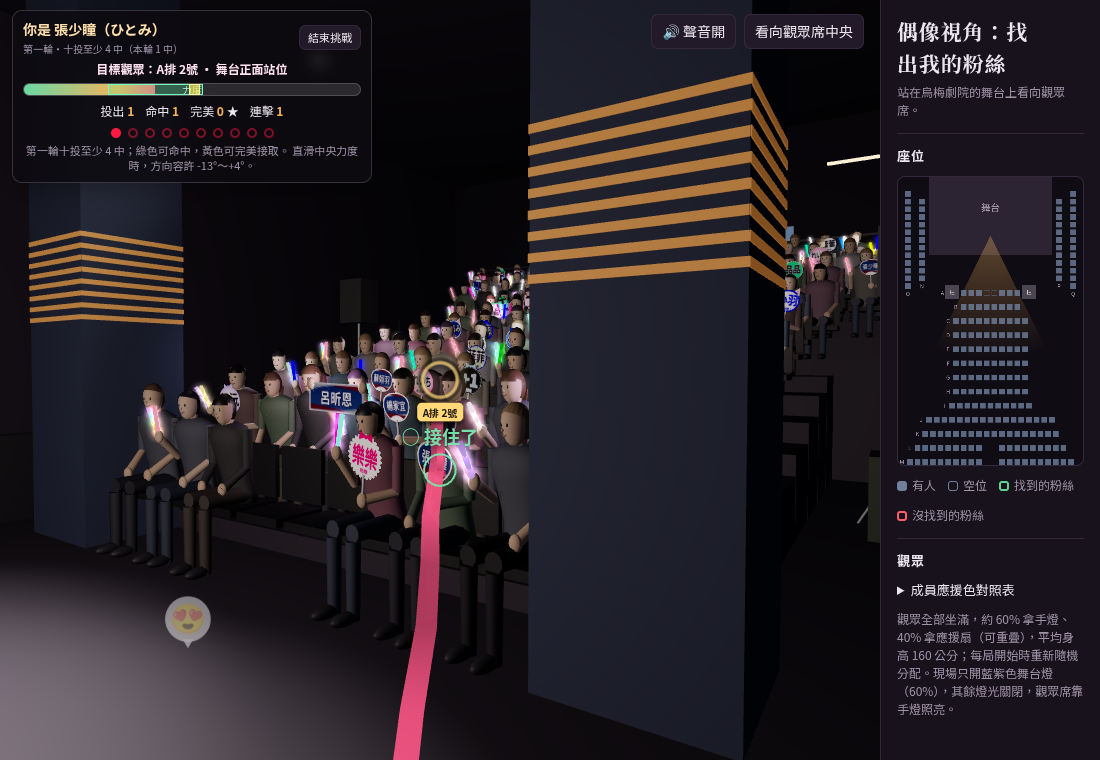 你是 張少瞳（ひとみ）
第一輪・十投至少 4 中（本輪 1 中）
結束挑戰
目標觀眾：A排 2號 ・ 舞台正面站位
投出 1 命中 1 完美 0 ★ 連擊 1
第一輪十投至少 4 中；綠色可命中，黃色可完美接取。 直滑中央力度
時，方向容許 -13°～+4°。
🔊 聲音開
看向觀眾席中央
呂昕恩
樂樂
楊家宜
A排 2號
○ 接住了
偶像視角：找
出我的粉絲
站在烏梅劇院的舞台上看向觀眾
席。
座位
舞台
有人
空位
找到的粉絲
沒找到的粉絲
觀眾
▶ 成員應援色對照表
觀眾全部坐滿，約 60% 拿手燈、
40% 拿應援扇（可重疊），平均身
高 160 公分；每局開始時重新隨機
分配。現場只開藍紫色舞台燈
（60%），其餘燈光關閉，觀眾席靠
手燈照亮。